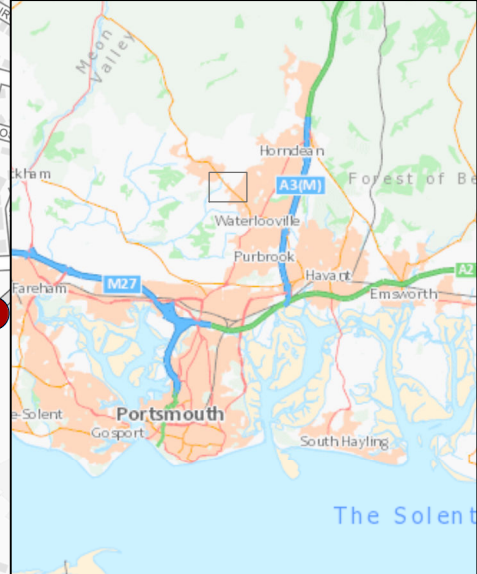 Meon
Valley
Horndean
ckham
A3(M)
Forest of Be
Waterlooville
Purbrook
Havant
A2
M27
Fareham
Emsworth
e-Solent
Portsmouth
Gosport
South Hayling
The Solent